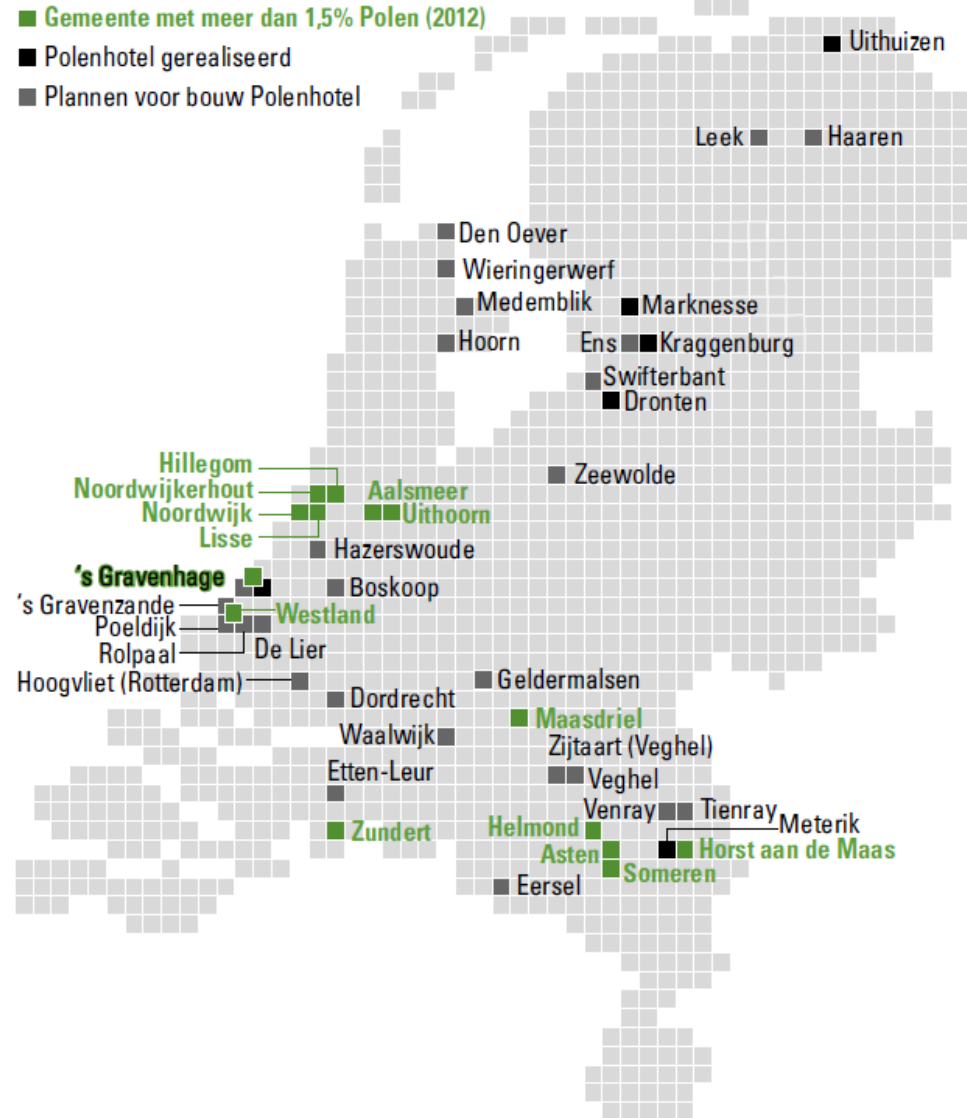 Gemeente met meer dan 1,5% Polen (2012)
Polenhotel gerealiseerd
Plannen voor bouw Polenhotel
Uithuizen
Leek
Haaren
Den Oever
Wieringerwerf
Medemblik
Marknesse
Hoorn
Ens
Kraggenburg
Swifterbant
Dronten
Hillegom
Zeewolde
Noordwijkerhout
Aalsmeer
Noordwijk
Uithoorn
Lisse
Hazerswoude
's Gravenhage
Boskoop
‘s Gravenzande
Westland
Poeldijk
Rolpaal
De Lier
Hoogvliet (Rotterdam)
Geldermalsen
Dordrecht
Maasdriel
Waalwijk
Zijtaart (Veghel)
Etten-Leur
Veghel
Venray
Tienray
Meterik
Zundert
Helmond
Asten
Horst aan de Maas
Someren
Eersel